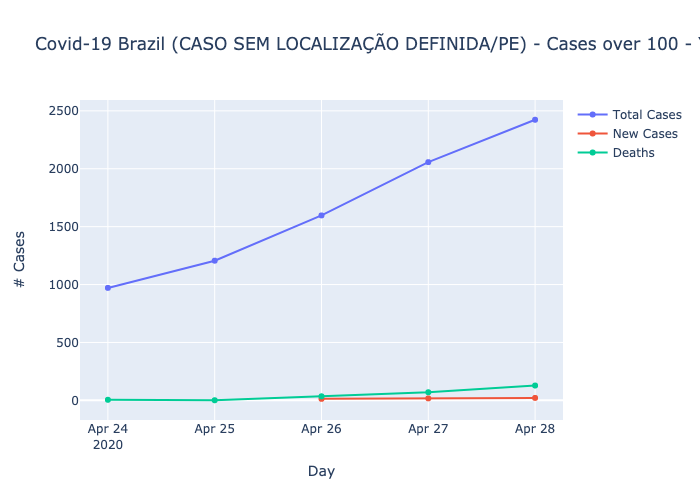 Covid-19 Brazil (CASO SEM LOCALIZAÇÃO DEFINIDA/PE) - Cases over 100 -
Total Cases
New Cases
Deaths
2500
2000
1500
1000
500
0
# Cases
Apr 24
2020
Apr 25
Apr 26
Apr 27
Apr 28
Day